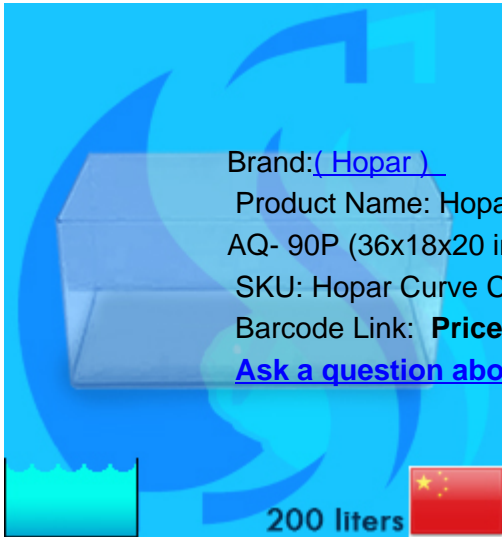 Brand:( Hopar )
Product Name: Hopa
AQ- 90P (36x18x20 i
SKU: Hopar Curve
Barcode Link: Price
Ask a question abo
200 liters